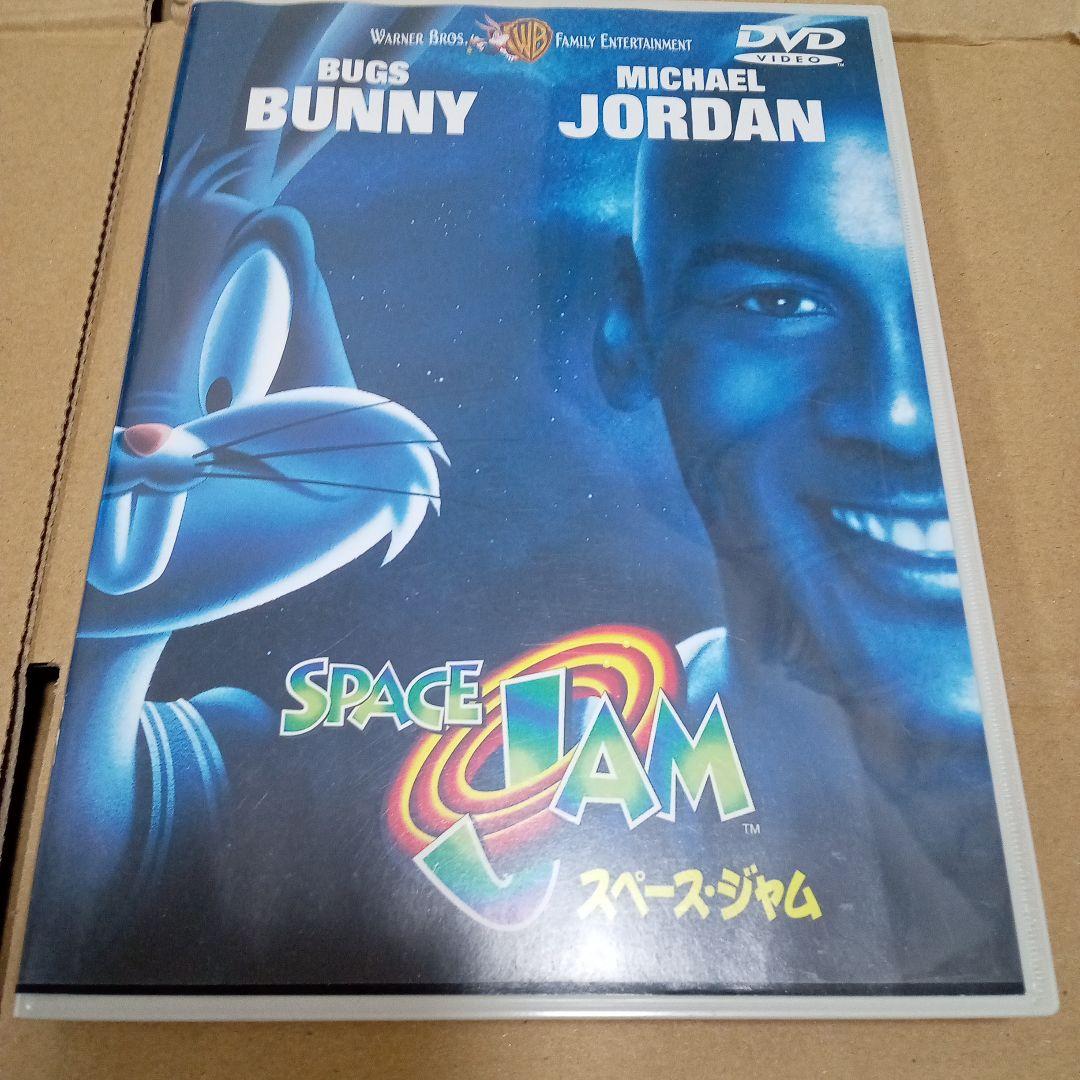 WARNER BROS. WB FAMILY ENTERTAINMENT
DVD
VIDEO
BUGS
BUNNY
MICHAEL
JORDAN
SPACE
JAM
TM
スペース・ジャム